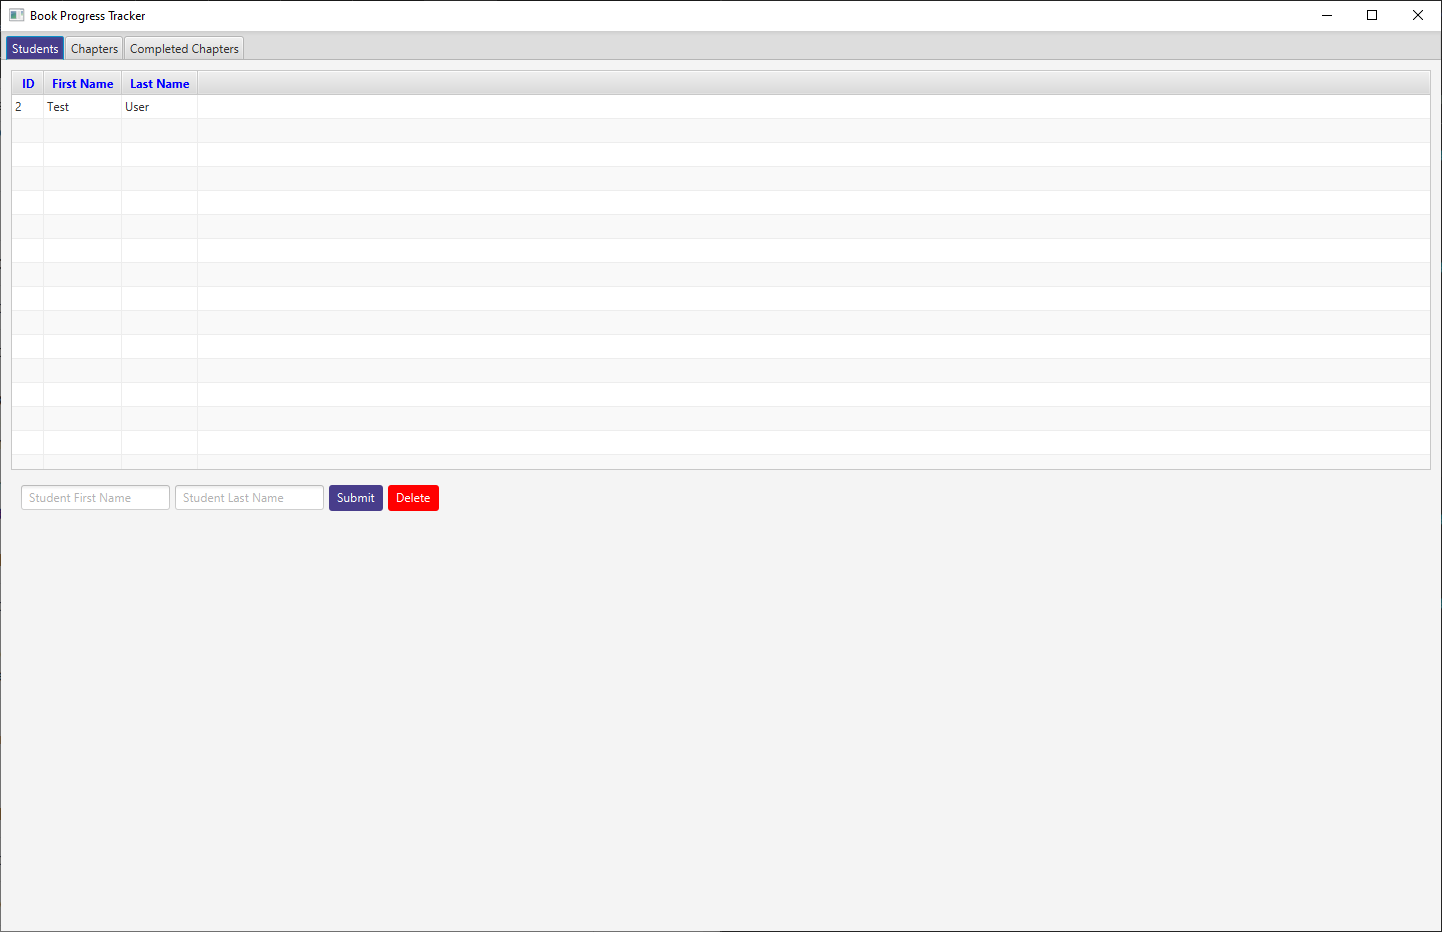 Book Progress Tracker
Students Chapters Completed Chapters
ID First Name Last Name
2 Test User
Student First Name Student Last Name Submit Delete